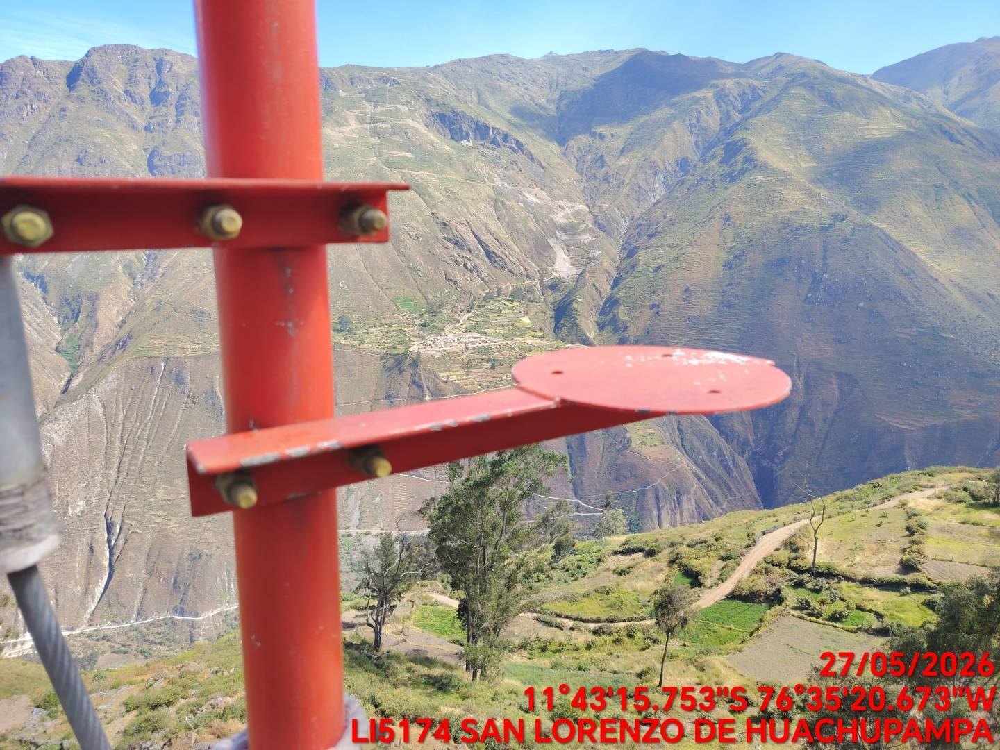 27/05/2026
11°43'15.753"S 76°35'20.673"W
LI5174 SAN LORENZO DE HUACHUPAMPA